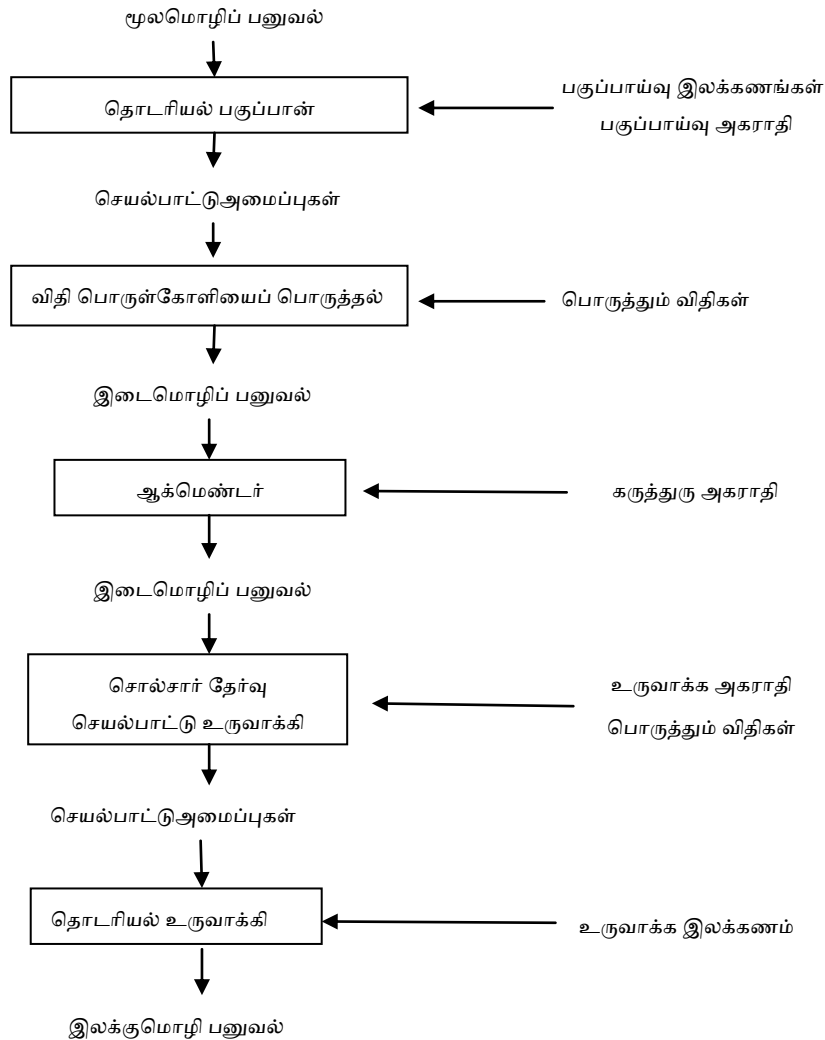 மூலமொழிப் பனுவல்
தொடரியல் பகுப்பான்
பகுப்பாய்வு இலக்கணங்கள்
பகுப்பாய்வு அகராதி
செயல்பாட்டுஅமைப்புகள்
விதி பொருள்கோளியைப் பொருத்தல்
பொருத்தும் விதிகள்
இடைமொழிப் பனுவல்
ஆக்மெண்டர்
கருத்துரு அகராதி
இடைமொழிப் பனுவல்
சொல்சார் தேர்வு
செயல்பாட்டு உருவாக்கி
உருவாக்க அகராதி
பொருத்தும் விதிகள்
செயல்பாட்டுஅமைப்புகள்
தொடரியல் உருவாக்கி
உருவாக்க இலக்கணம்
இலக்குமொழி பனுவல்